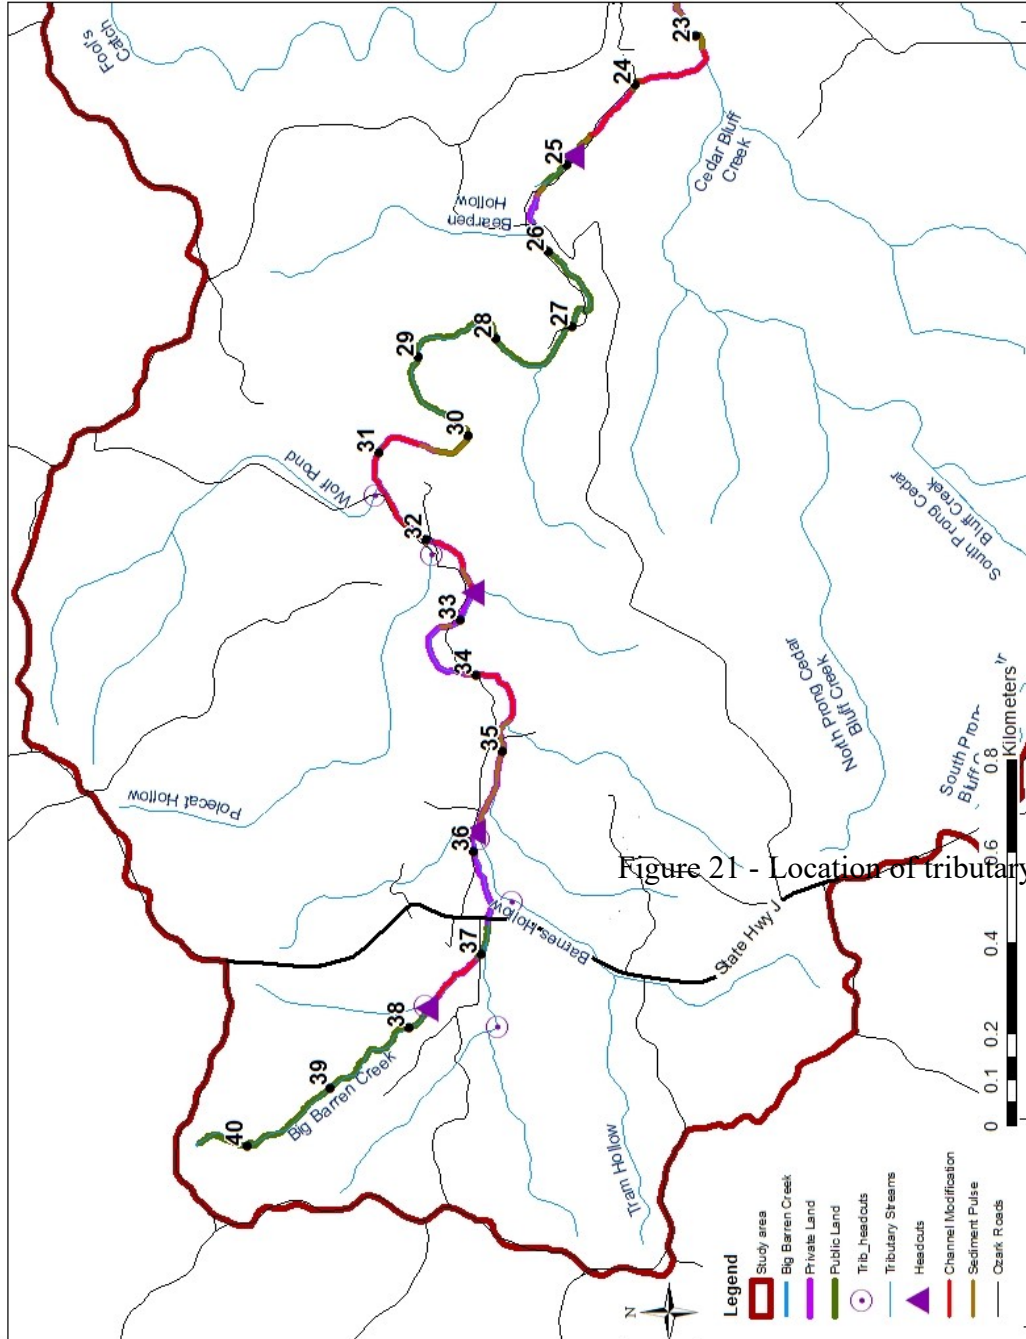 Fool's
Catch
23
24
25
Cedar Bluff
Creek
Bearpen
Hollow
26
27
28
29
30
31
Wolf Pond
32
33
34
35
36
37
38
39
40
Big Barren Creek
Polecat Hollow
Barnes Hollow
Tram Hollow
State Hwy J
South Prong Cedar
Bluff Creek
North Prong Cedar
Bluff Creek
South Pron
Bluff C
Figure 21 - Location of tributary
0 0.1 0.2 0.4 0.6 0.8
Kilometers
N
Legend
Study area
Big Barren Creek
Private Land
Public Land
Trib_headcuts
Tributary Streams
Headcuts
Channel Modification
Sediment Pulse
Ozark Roads